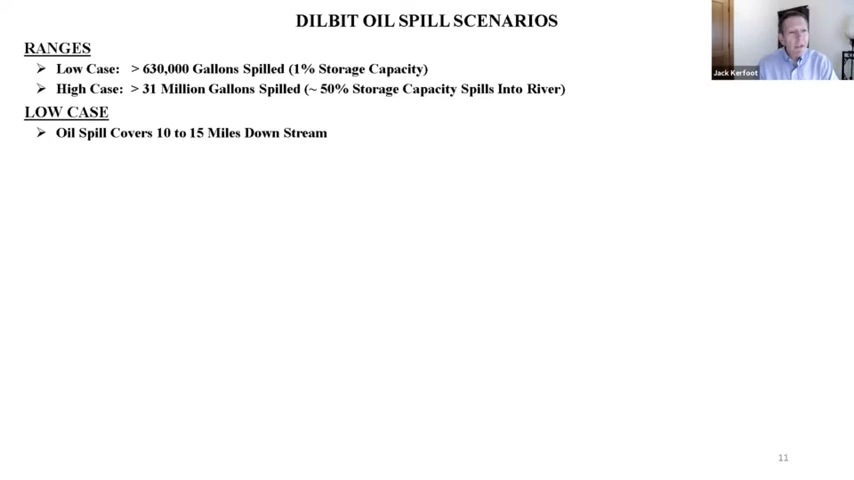 DILBIT OIL SPILL SCENARIOS
Jack Kerfoot
RANGES
➢ Low Case: > 630,000 Gallons Spilled (1% Storage Capacity)
➢ High Case: > 31 Million Gallons Spilled (~ 50% Storage Capacity Spills Into River)
LOW CASE
➢ Oil Spill Covers 10 to 15 Miles Down Stream
11